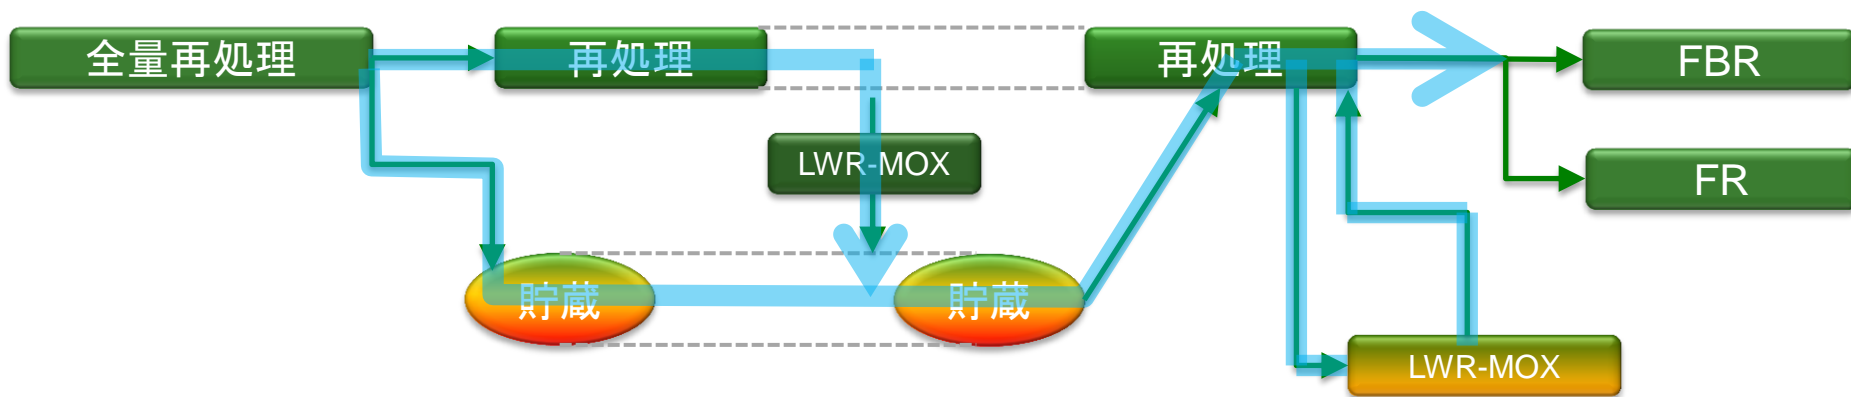 全量再処理
再処理
再処理
FBR
LWR-MOX
FR
貯蔵
貯蔵
LWR-MOX